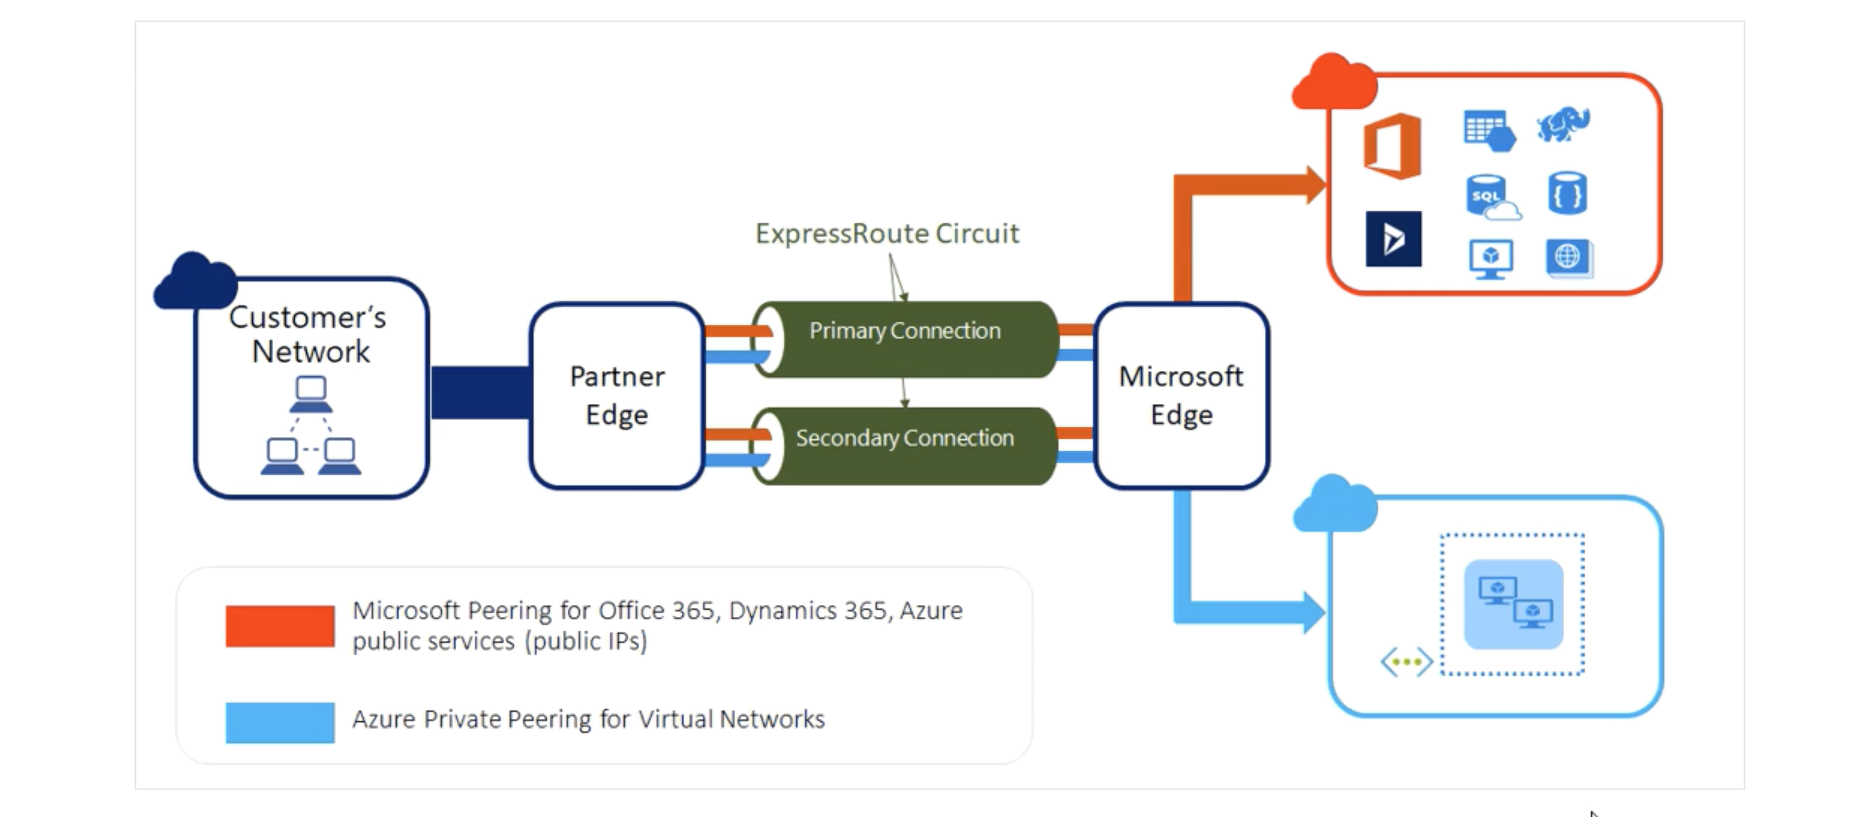 ExpressRoute Circuit
Customer's
Network
Partner
Edge
Primary Connection
Secondary Connection
Microsoft
Edge
SQL
Microsoft Peering for Office 365, Dynamics 365, Azure
public services (public IPs)
Azure Private Peering for Virtual Networks